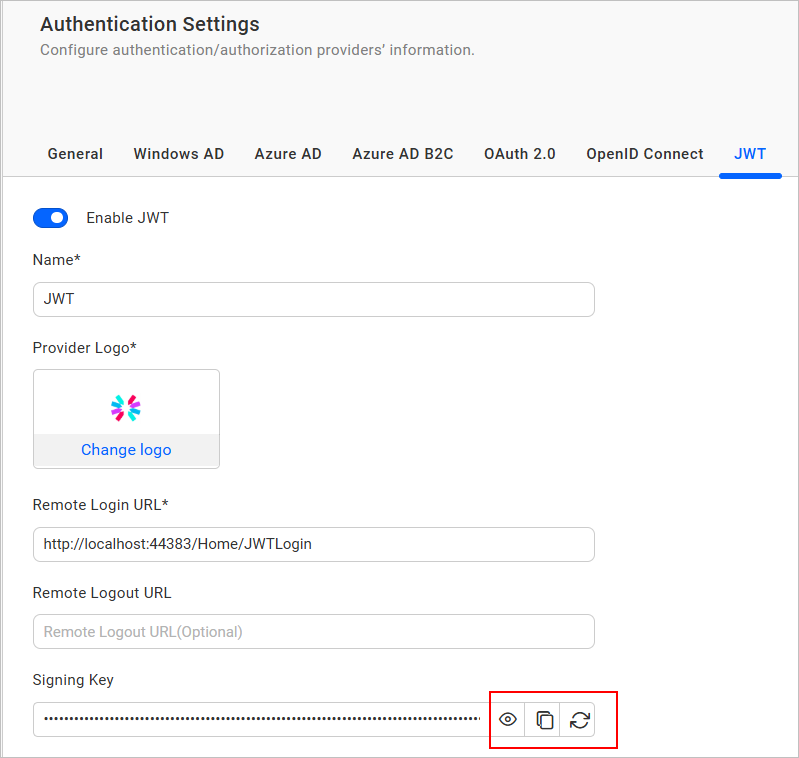 Authentication Settings
Configure authentication/authorization providers’ information.
General Windows AD Azure AD Azure AD B2C OAuth 2.0 OpenID Connect JWT
Enable JWT
Name*
JWT
Provider Logo*
Change logo
Remote Login URL*
http://localhost:44383/Home/JWTLogin
Remote Logout URL
Remote Logout URL(Optional)
Signing Key